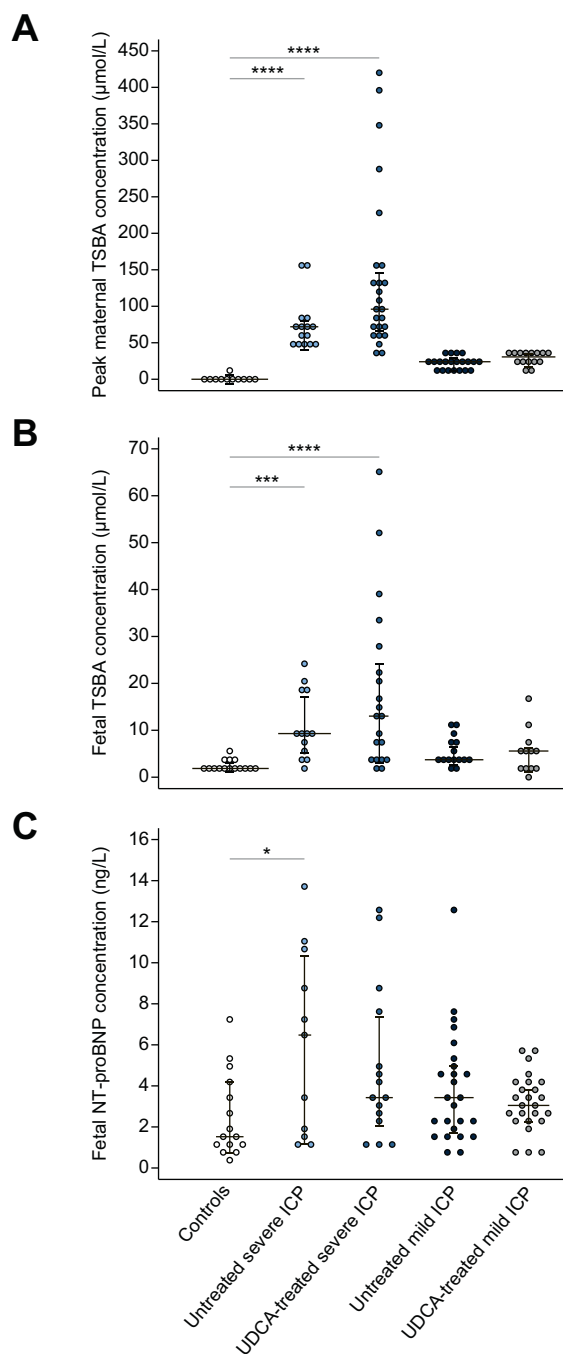 A
Peak maternal TSBA concentration (µmol/L)
450
400
350
300
250
200
150
100
50
0
****
****
B
Fetal TSBA concentration (µmol/L)
70
60
50
40
30
20
10
0
****
***
C
Fetal NT-proBNP concentration (ng/L)
16
14
12
10
8
6
4
2
0
*
Controls
Untreated severe ICP
UDCA-treated severe ICP
Untreated mild ICP
UDCA-treated mild ICP